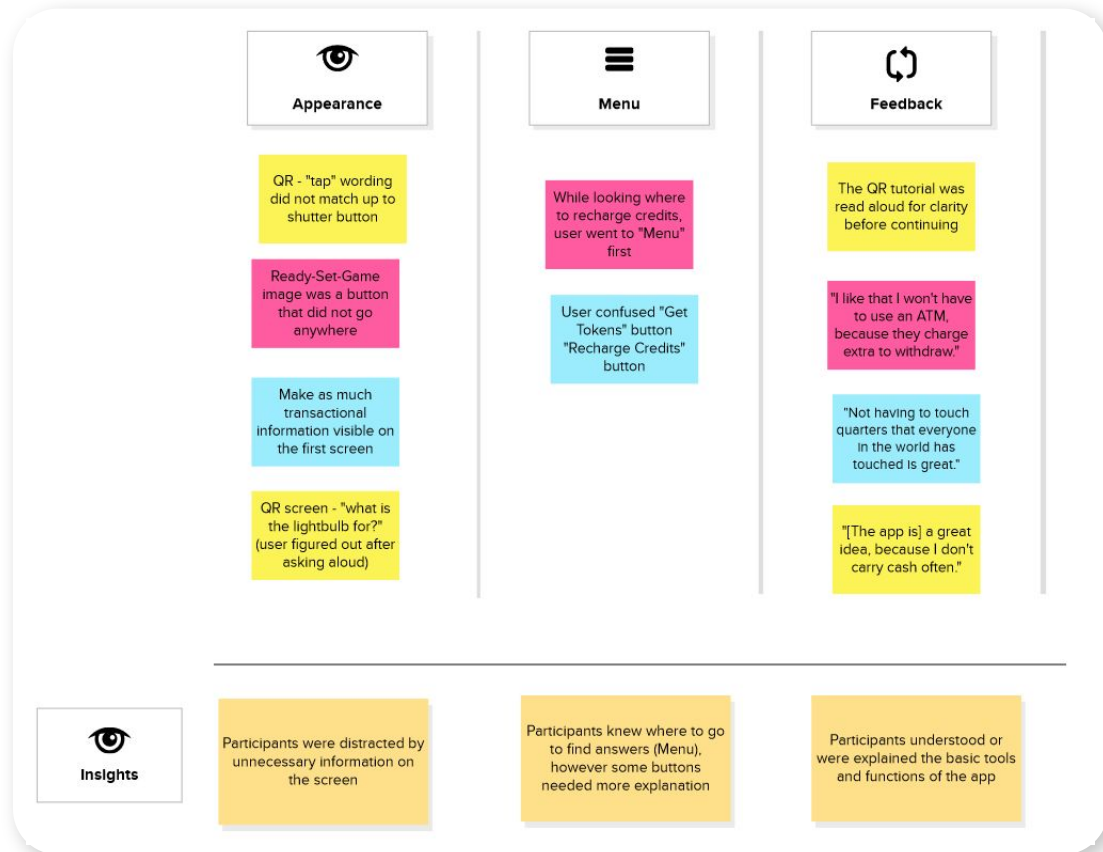 Appearance
QR - "tap" wording
did not match up to
shutter button
Ready-Set-Game
image was a button
that did not go
anywhere
Make as much
transactional
information visible on
the first screen
QR screen - "what is
the lightbulb for?"
(user figured out after
asking aloud)
Menu
While looking where
to recharge credits,
user went to "Menu"
first
User confused "Get
Tokens" button
"Recharge Credits"
button
Feedback
The QR tutorial was
read aloud for clarity
before continuing
"I like that I won't have
to use an ATM,
because they charge
extra to withdraw."
"Not having to touch
quarters that everyone
in the world has
touched is great."
"[The app is] a great
idea, because I don't
carry cash often."
Insights
Participants were distracted by
unnecessary information on
the screen
Participants knew where to go
to find answers (Menu),
however some buttons
needed more explanation
Participants understood or
were explained the basic tools
and functions of the app